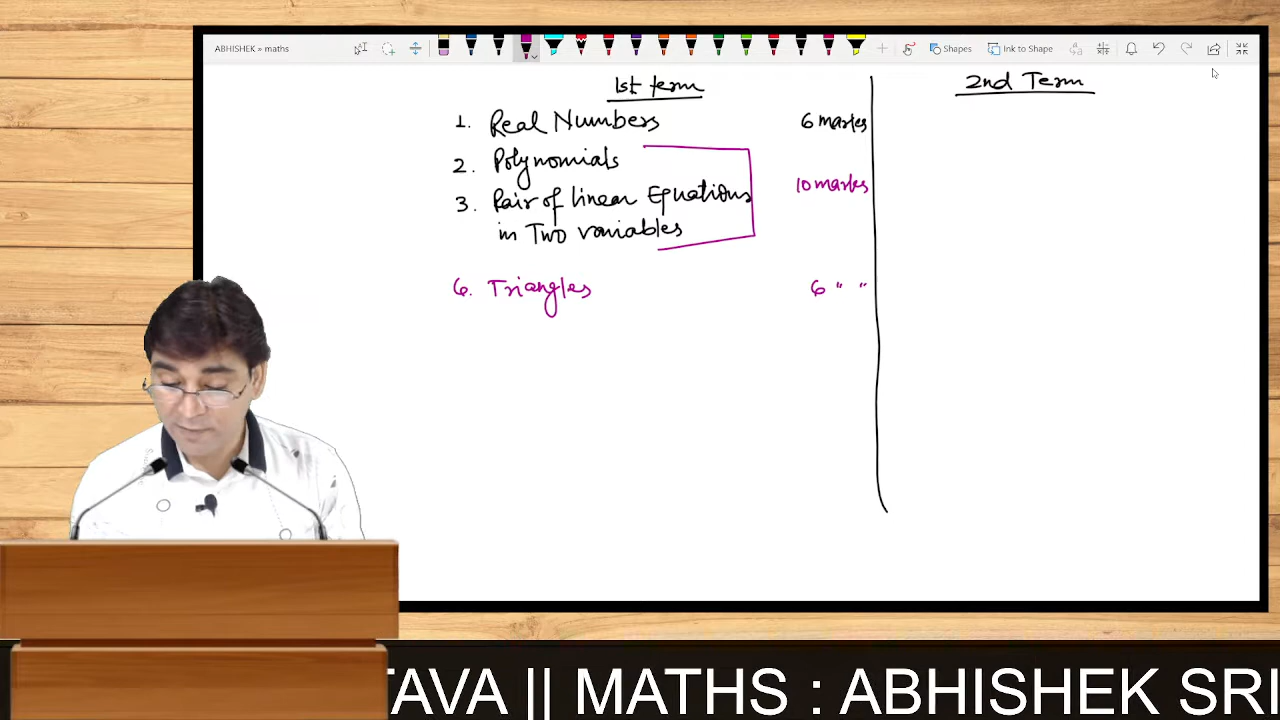 ABHISHEK » maths
Shapes
Ink to Shape
1st term
2nd Term
1. Real Numbers 6 marks
2. Polynomials
10 marks
3. Pair of linear Equations
in Two variables
6. Triangles 6 " "
TAVA || MATHS : ABHISHEK SRI